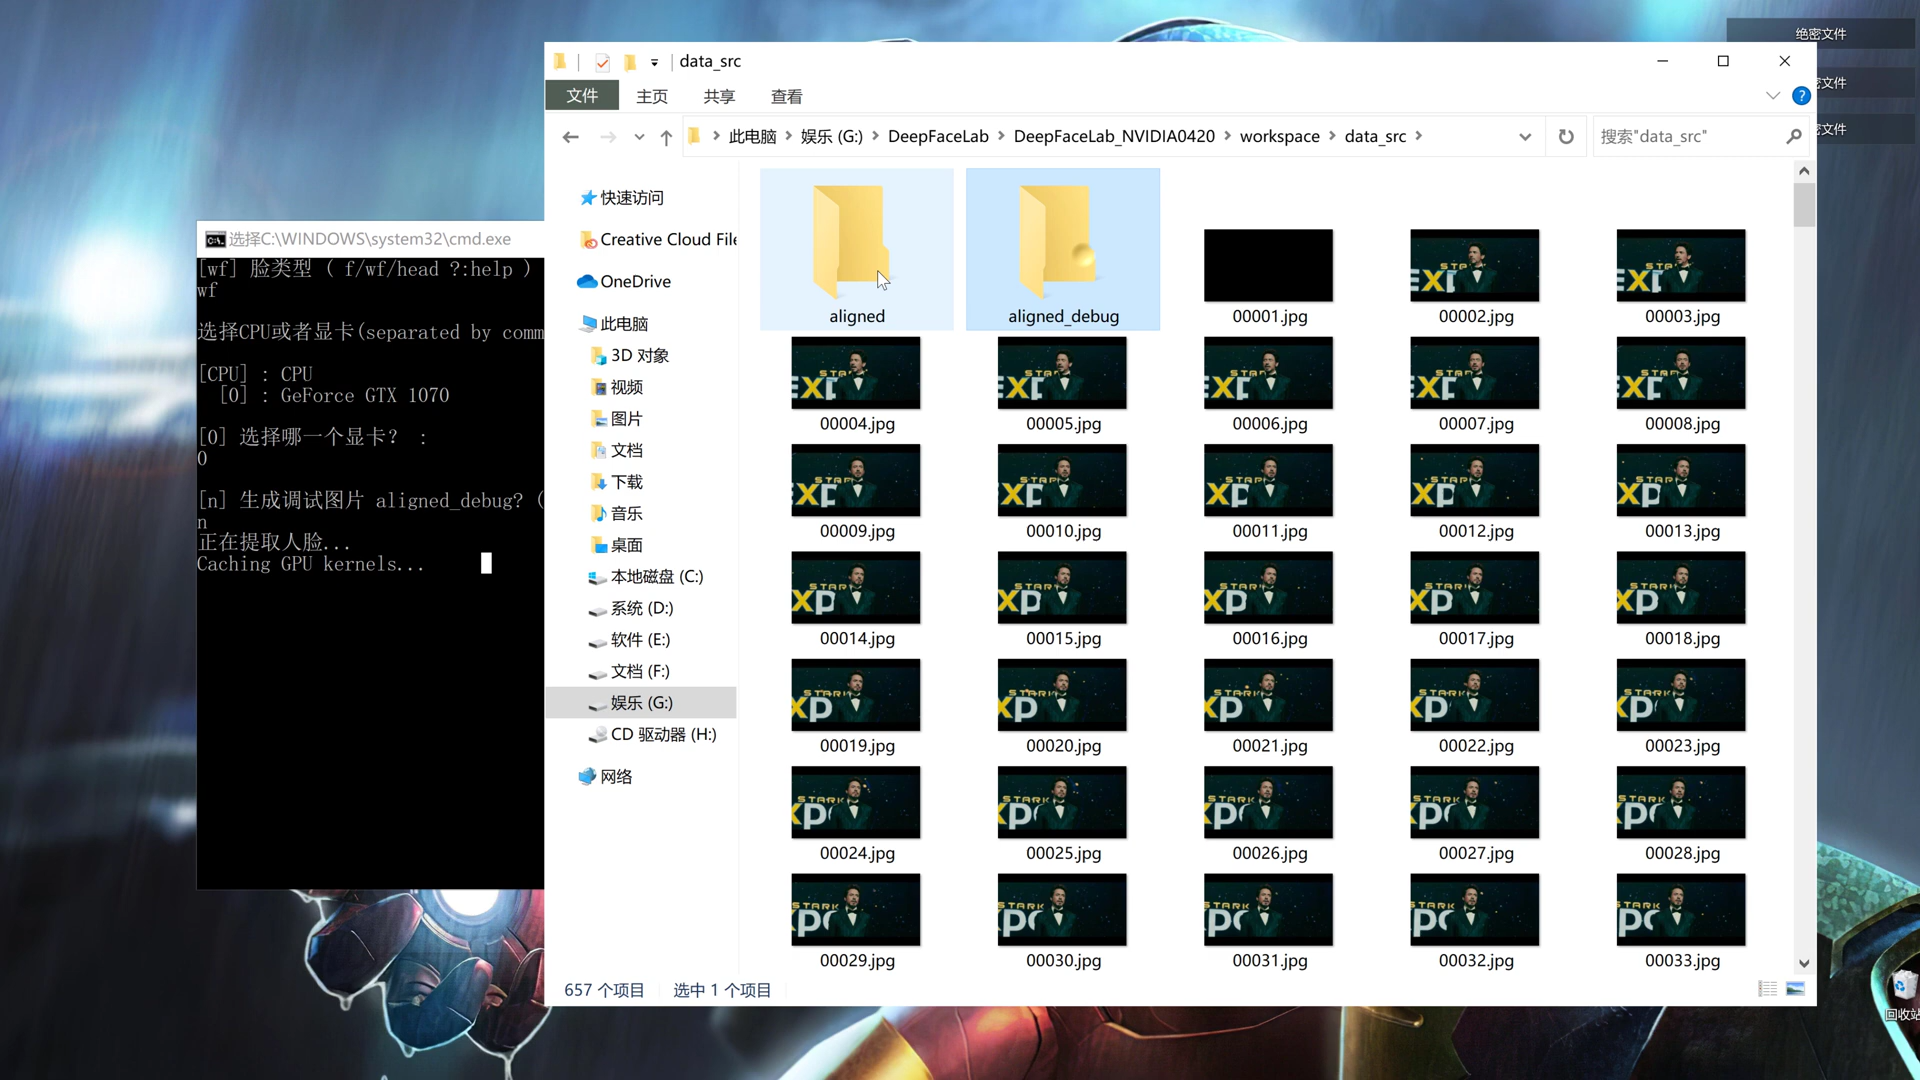 绝密文件
密文件
密文件
data_src
文件 主页 共享 查看
此电脑 娱乐 (G:) DeepFaceLab DeepFaceLab_NVIDIA0420 workspace data_src
搜索"data_src"
快速访问
Creative Cloud File
OneDrive
此电脑
3D 对象
视频
图片
文档
下载
音乐
桌面
本地磁盘 (C:)
系统 (D:)
软件 (E:)
文档 (F:)
娱乐 (G:)
CD 驱动器 (H:)
网络
aligned aligned_debug 00001.jpg 00002.jpg 00003.jpg
00004.jpg 00005.jpg 00006.jpg 00007.jpg 00008.jpg
00009.jpg 00010.jpg 00011.jpg 00012.jpg 00013.jpg
00014.jpg 00015.jpg 00016.jpg 00017.jpg 00018.jpg
00019.jpg 00020.jpg 00021.jpg 00022.jpg 00023.jpg
00024.jpg 00025.jpg 00026.jpg 00027.jpg 00028.jpg
00029.jpg 00030.jpg 00031.jpg 00032.jpg 00033.jpg
657 个项目 选中 1 个项目
选择C:\WINDOWS\system32\cmd.exe
[wf] 脸类型 ( f/wf/head ?:help )
wf
选择CPU或者显卡(separated by comm
[CPU] : CPU
[0] : GeForce GTX 1070
[0] 选择哪一个显卡? :
0
[n] 生成调试图片 aligned_debug? (
n
正在提取人脸...
Caching GPU kernels...
回收站